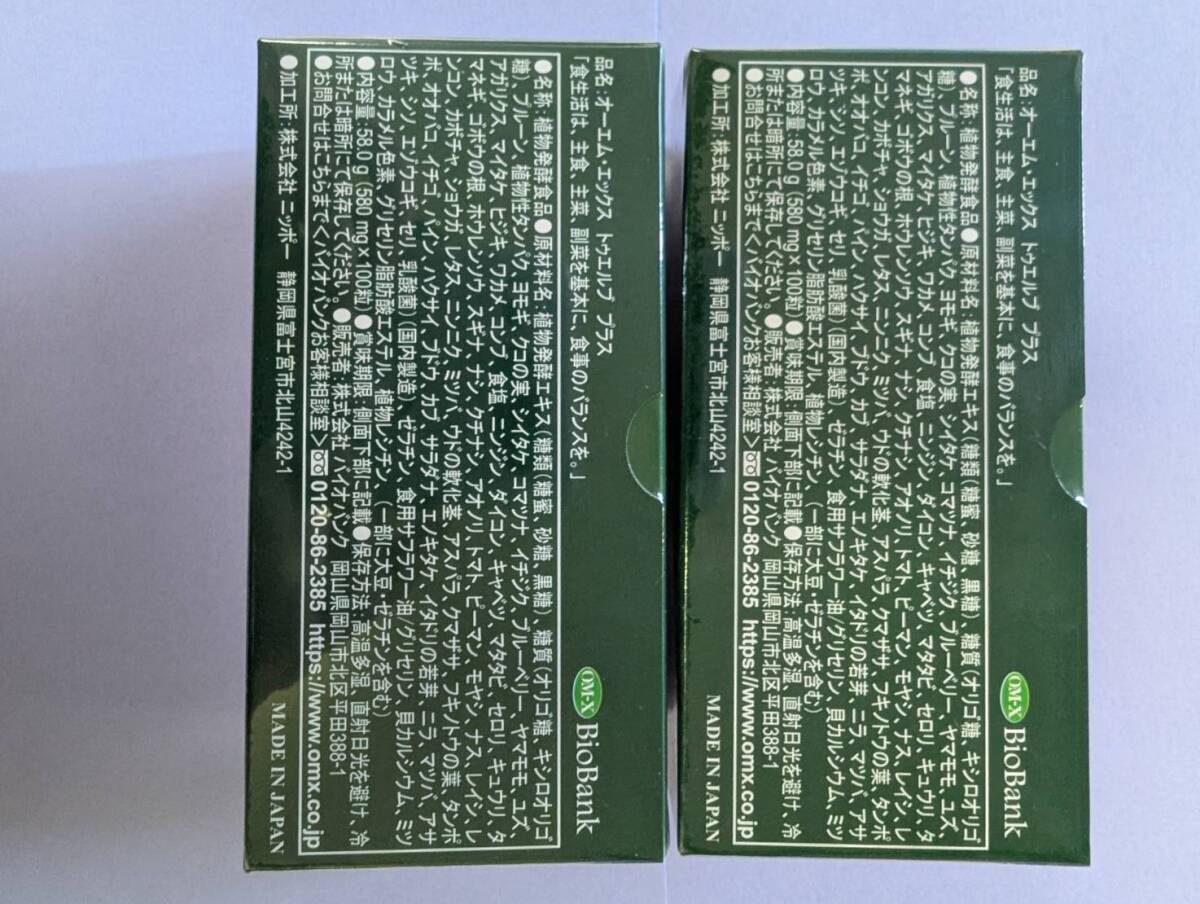 品名:オーエム・エックス トゥエルブ プラス
「食生活は、主食、主菜、副菜を基本に、食事のバランスを。」
OM-X BioBank
●名称:植物発酵食品●原材料名:植物発酵エキス(糖類(糖蜜、砂糖、黒糖)、糖質(オリゴ糖、キシロオリゴ
糖)、プルーン、植物性タンパク、ヨモギ、クコの実、シイタケ、コマツナ、イチジク、ブルーベリー、ヤマモモ、ユズ、
アガリクス、マイタケ、ヒジキ、ワカメ、コンブ、食塩、ニンジン、ダイコン、キャベツ、マタタビ、セロリ、キュウリ、タ
マネギ、ゴボウの根、ホウレンソウ、スギナ、ナシ、クチナシ、アオノリ、トマト、ピーマン、モヤシ、ナス、レイシ、レ
ンコン、カボチャ、ショウガ、レタス、ニンニク、ミツバ、ウドの軟化茎、アスパラ、クマザサ、フキノトウの葉、タンポ
ポ、オオバコ、イチゴ、パイン、ハクサイ、ブドウ、カブ、サラダナ、エノキタケ、イタドリの若芽、ニラ、マツバ、アサ
ツキ、シソ、エゾウコギ、セリ、乳酸菌)(国内製造)、ゼラチン、食用サフラワー油/グリセリン、貝カルシウム、ミツ
ロウ、カラメル色素、グリセリン脂肪酸エステル、植物レシチン、(一部に大豆・ゼラチンを含む)
●内容量:58.0g(580mg×100粒)●賞味期限:側面下部に記載●保存方法:高温多湿、直射日光を避け、冷
所または暗所にて保存してください。●販売者:株式会社 バイオバンク 岡山県岡山市北区平田388-1
●お問合せはこちらまで<バイオバンクお客様相談室>0120-86-2385 https://www.omx.co.jp
●加工所:株式会社 ニッポー 静岡県富士宮市北山4242-1
MADE IN JAPAN
品名:オーエム・エックス トゥエルブ プラス
「食生活は、主食、主菜、副菜を基本に、食事のバランスを。」
OM-X BioBank
●名称:植物発酵食品●原材料名:植物発酵エキス(糖類(糖蜜、砂糖、黒糖)、糖質(オリゴ糖、キシロオリゴ
糖)、プルーン、植物性タンパク、ヨモギ、クコの実、シイタケ、コマツナ、イチジク、ブルーベリー、ヤマモモ、ユズ、
アガリクス、マイタケ、ヒジキ、ワカメ、コンブ、食塩、ニンジン、ダイコン、キャベツ、マタタビ、セロリ、キュウリ、タ
マネギ、ゴボウの根、ホウレンソウ、スギナ、ナシ、クチナシ、アオノリ、トマト、ピーマン、モヤシ、ナス、レイシ、レ
ンコン、カボチャ、ショウガ、レタス、ニンニク、ミツバ、ウドの軟化茎、アスパラ、クマザサ、フキノトウの葉、タンポ
ポ、オオバコ、イチゴ、パイン、ハクサイ、ブドウ、カブ、サラダナ、エノキタケ、イタドリの若芽、ニラ、マツバ、アサ
ツキ、シソ、エゾウコギ、セリ、乳酸菌)(国内製造)、ゼラチン、食用サフラワー油/グリセリン、貝カルシウム、ミツ
ロウ、カラメル色素、グリセリン脂肪酸エステル、植物レシチン、(一部に大豆・ゼラチンを含む)
●内容量:58.0g(580mg×100粒)●賞味期限:側面下部に記載●保存方法:高温多湿、直射日光を避け、冷
所または暗所にて保存してください。●販売者:株式会社 バイオバンク 岡山県岡山市北区平田388-1
●お問合せはこちらまで<バイオバンクお客様相談室>0120-86-2385 https://www.omx.co.jp
●加工所:株式会社 ニッポー 静岡県富士宮市北山4242-1
MADE IN JAPAN